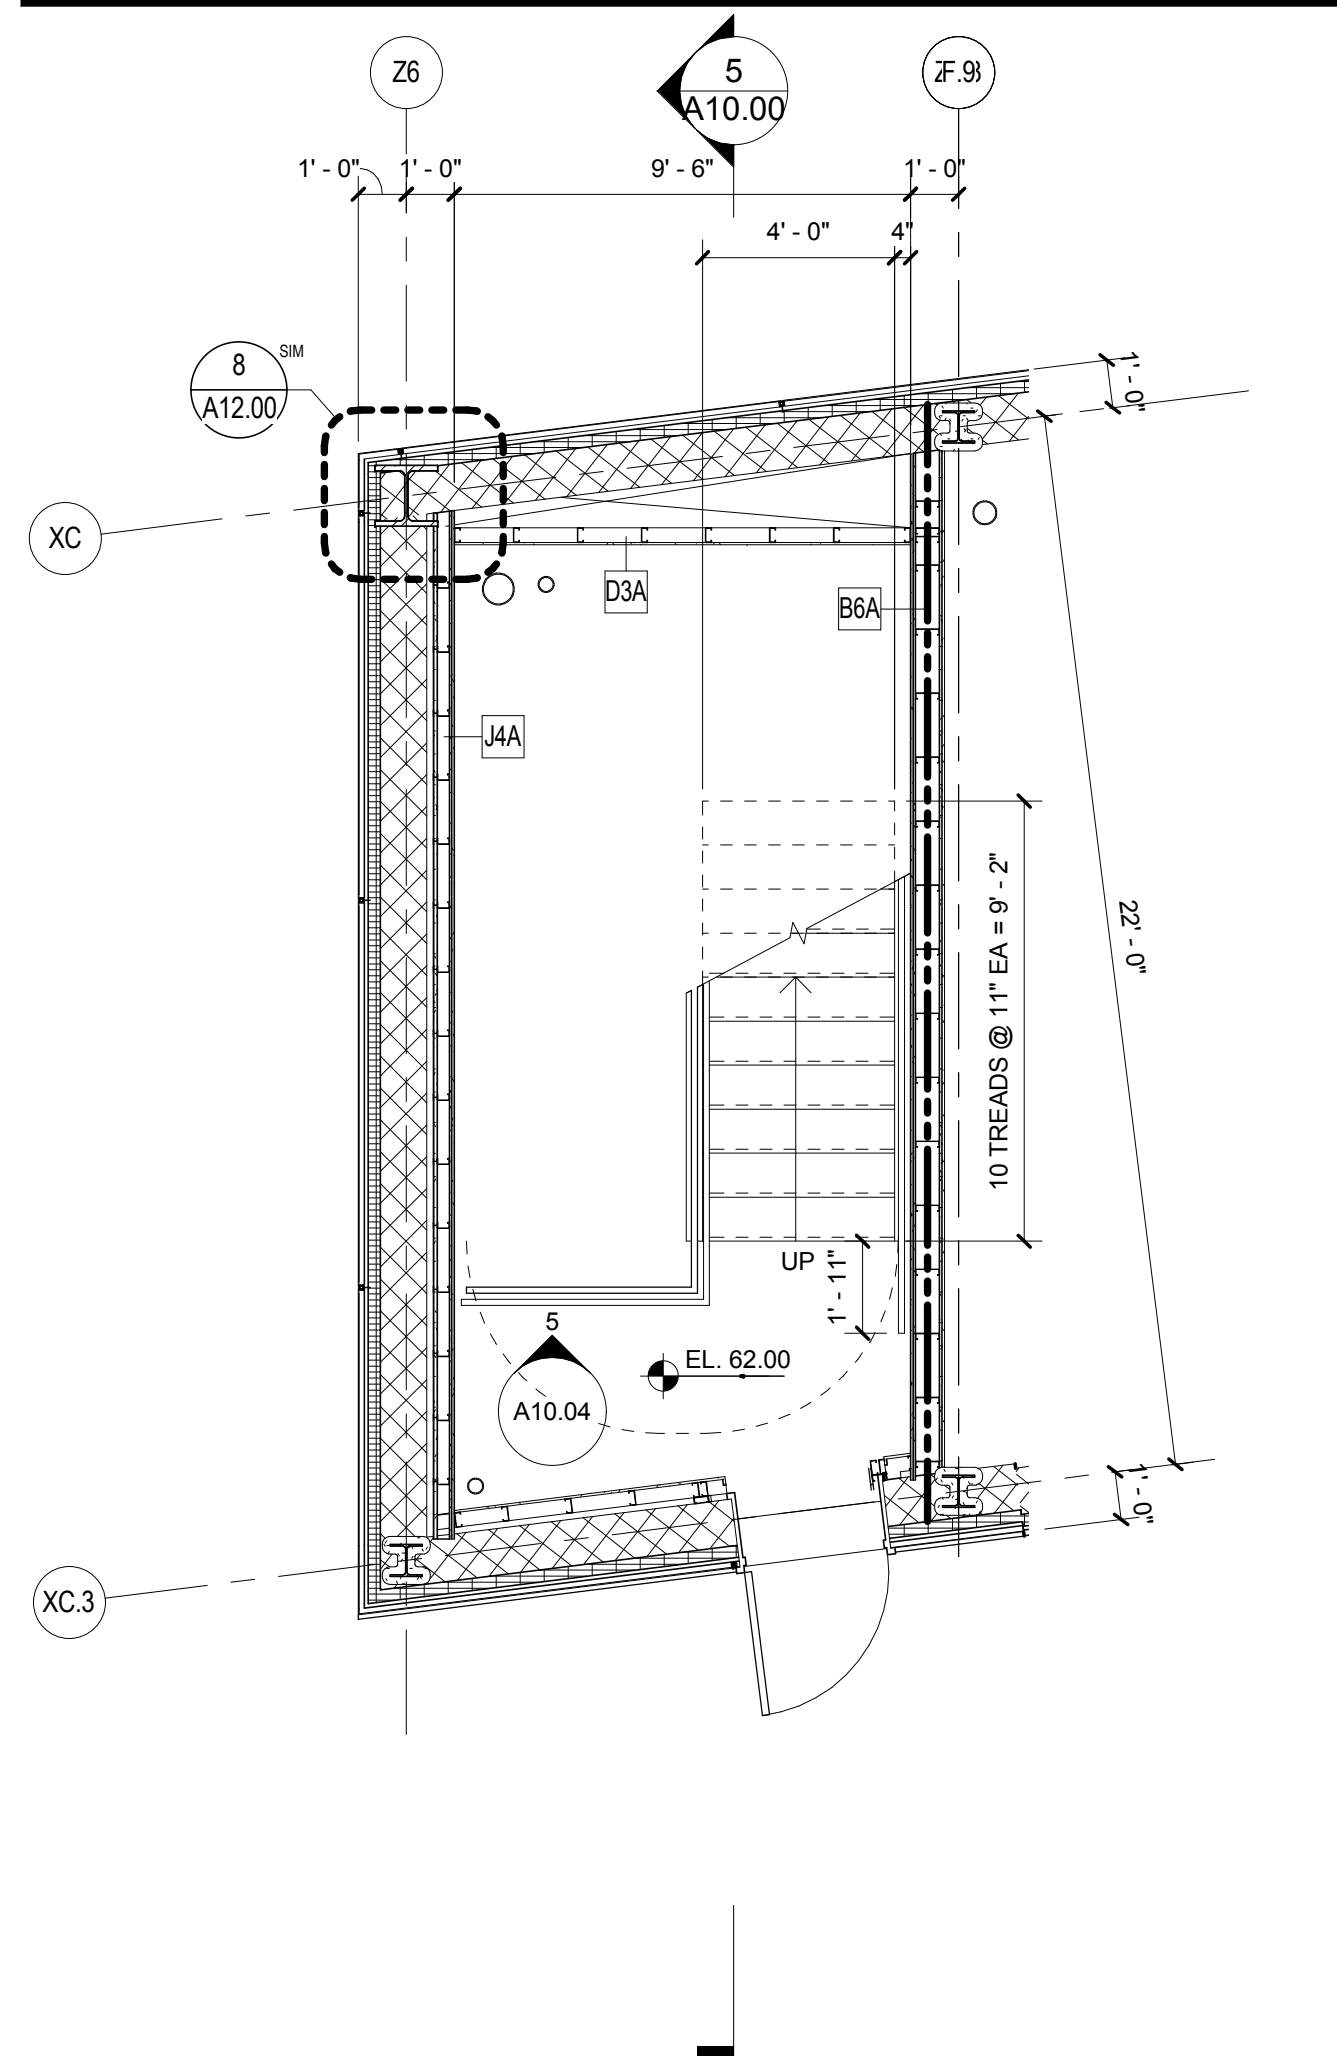 Z6
5
A10.00
1' - 0"
1' - 0"
9' - 6"
1' - 0"
4' - 0"
4"
8
SIM
A12.00
1' - 0"
XC
D3A
B6A
J4A
22' - 0"
10 TREADS @ 11" EA = 9' - 2"
UP
1' - 11"
5
A10.04
EL. 62.00
1' - 0"
XC.3